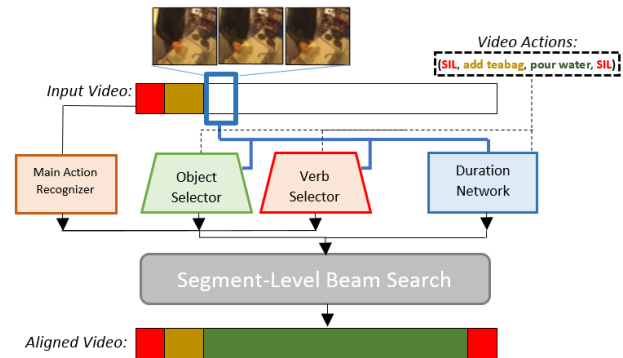 Video Actions:
(SIL, add teabag, pour water, SIL)
Input Video:
Main Action
Recognizer
Object
Selector
Verb
Selector
Duration
Network
Segment-Level Beam Search
Aligned Video: